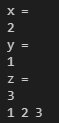 x =
2
y =
1
z =
3
1 2 3